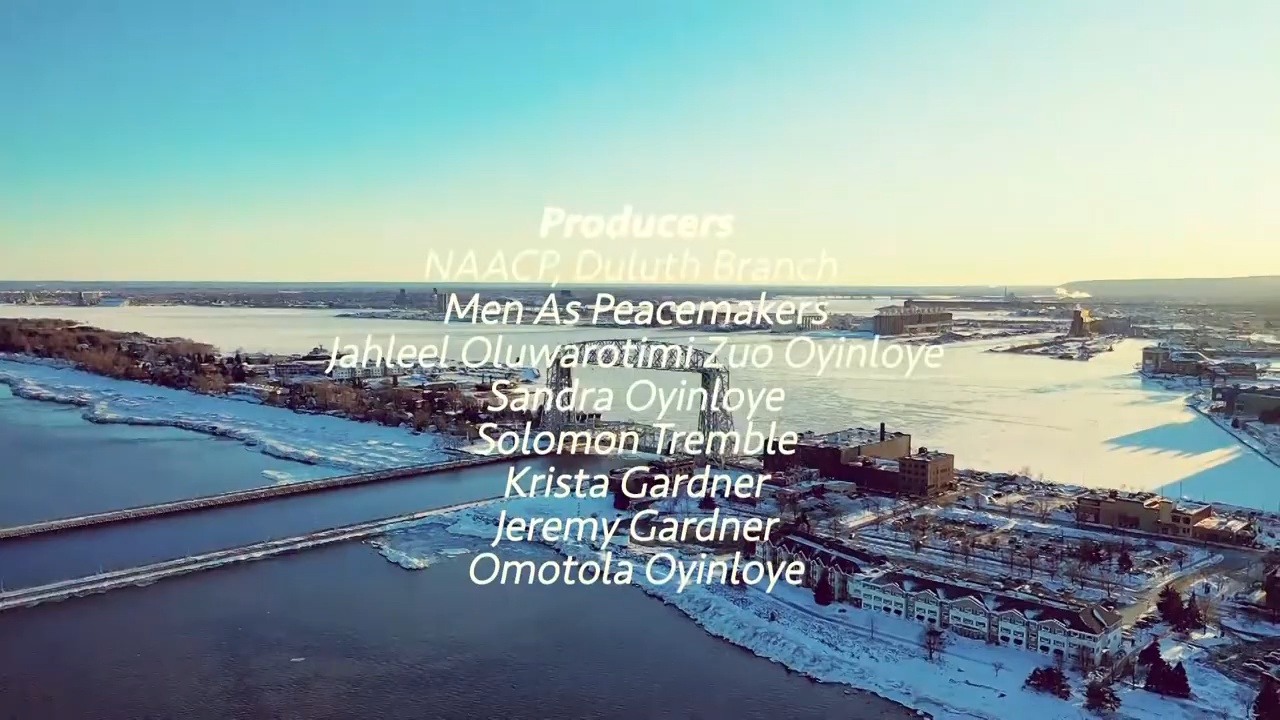 Producers
NAACP, Duluth Branch
Men As Peacemakers
Jahleel Oluwarotimi Zuo Oyinloye
Sandra Oyinloye
Solomon Tremble
Krista Gardner
Jeremy Gardner
Omotola Oyinloye